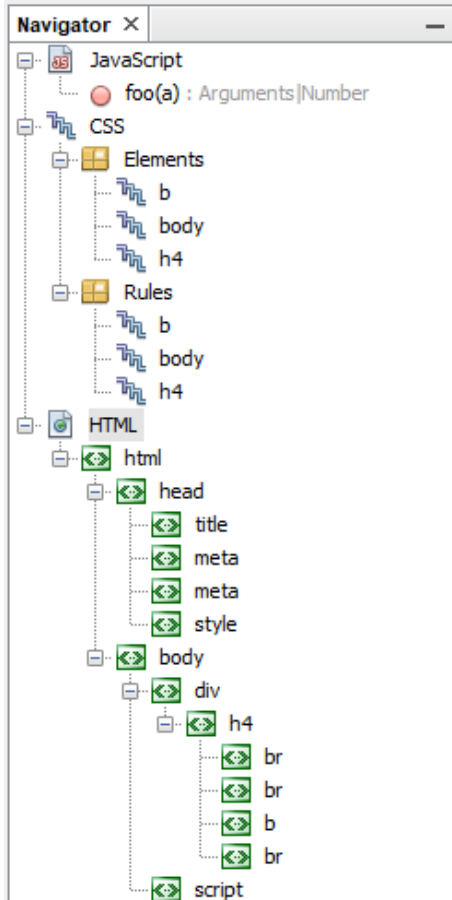 Navigator
JavaScript
foo(a) : Arguments|Number
CSS
Elements
b
body
h4
Rules
b
body
h4
HTML
html
head
title
meta
meta
style
body
div
h4
br
br
b
br
script